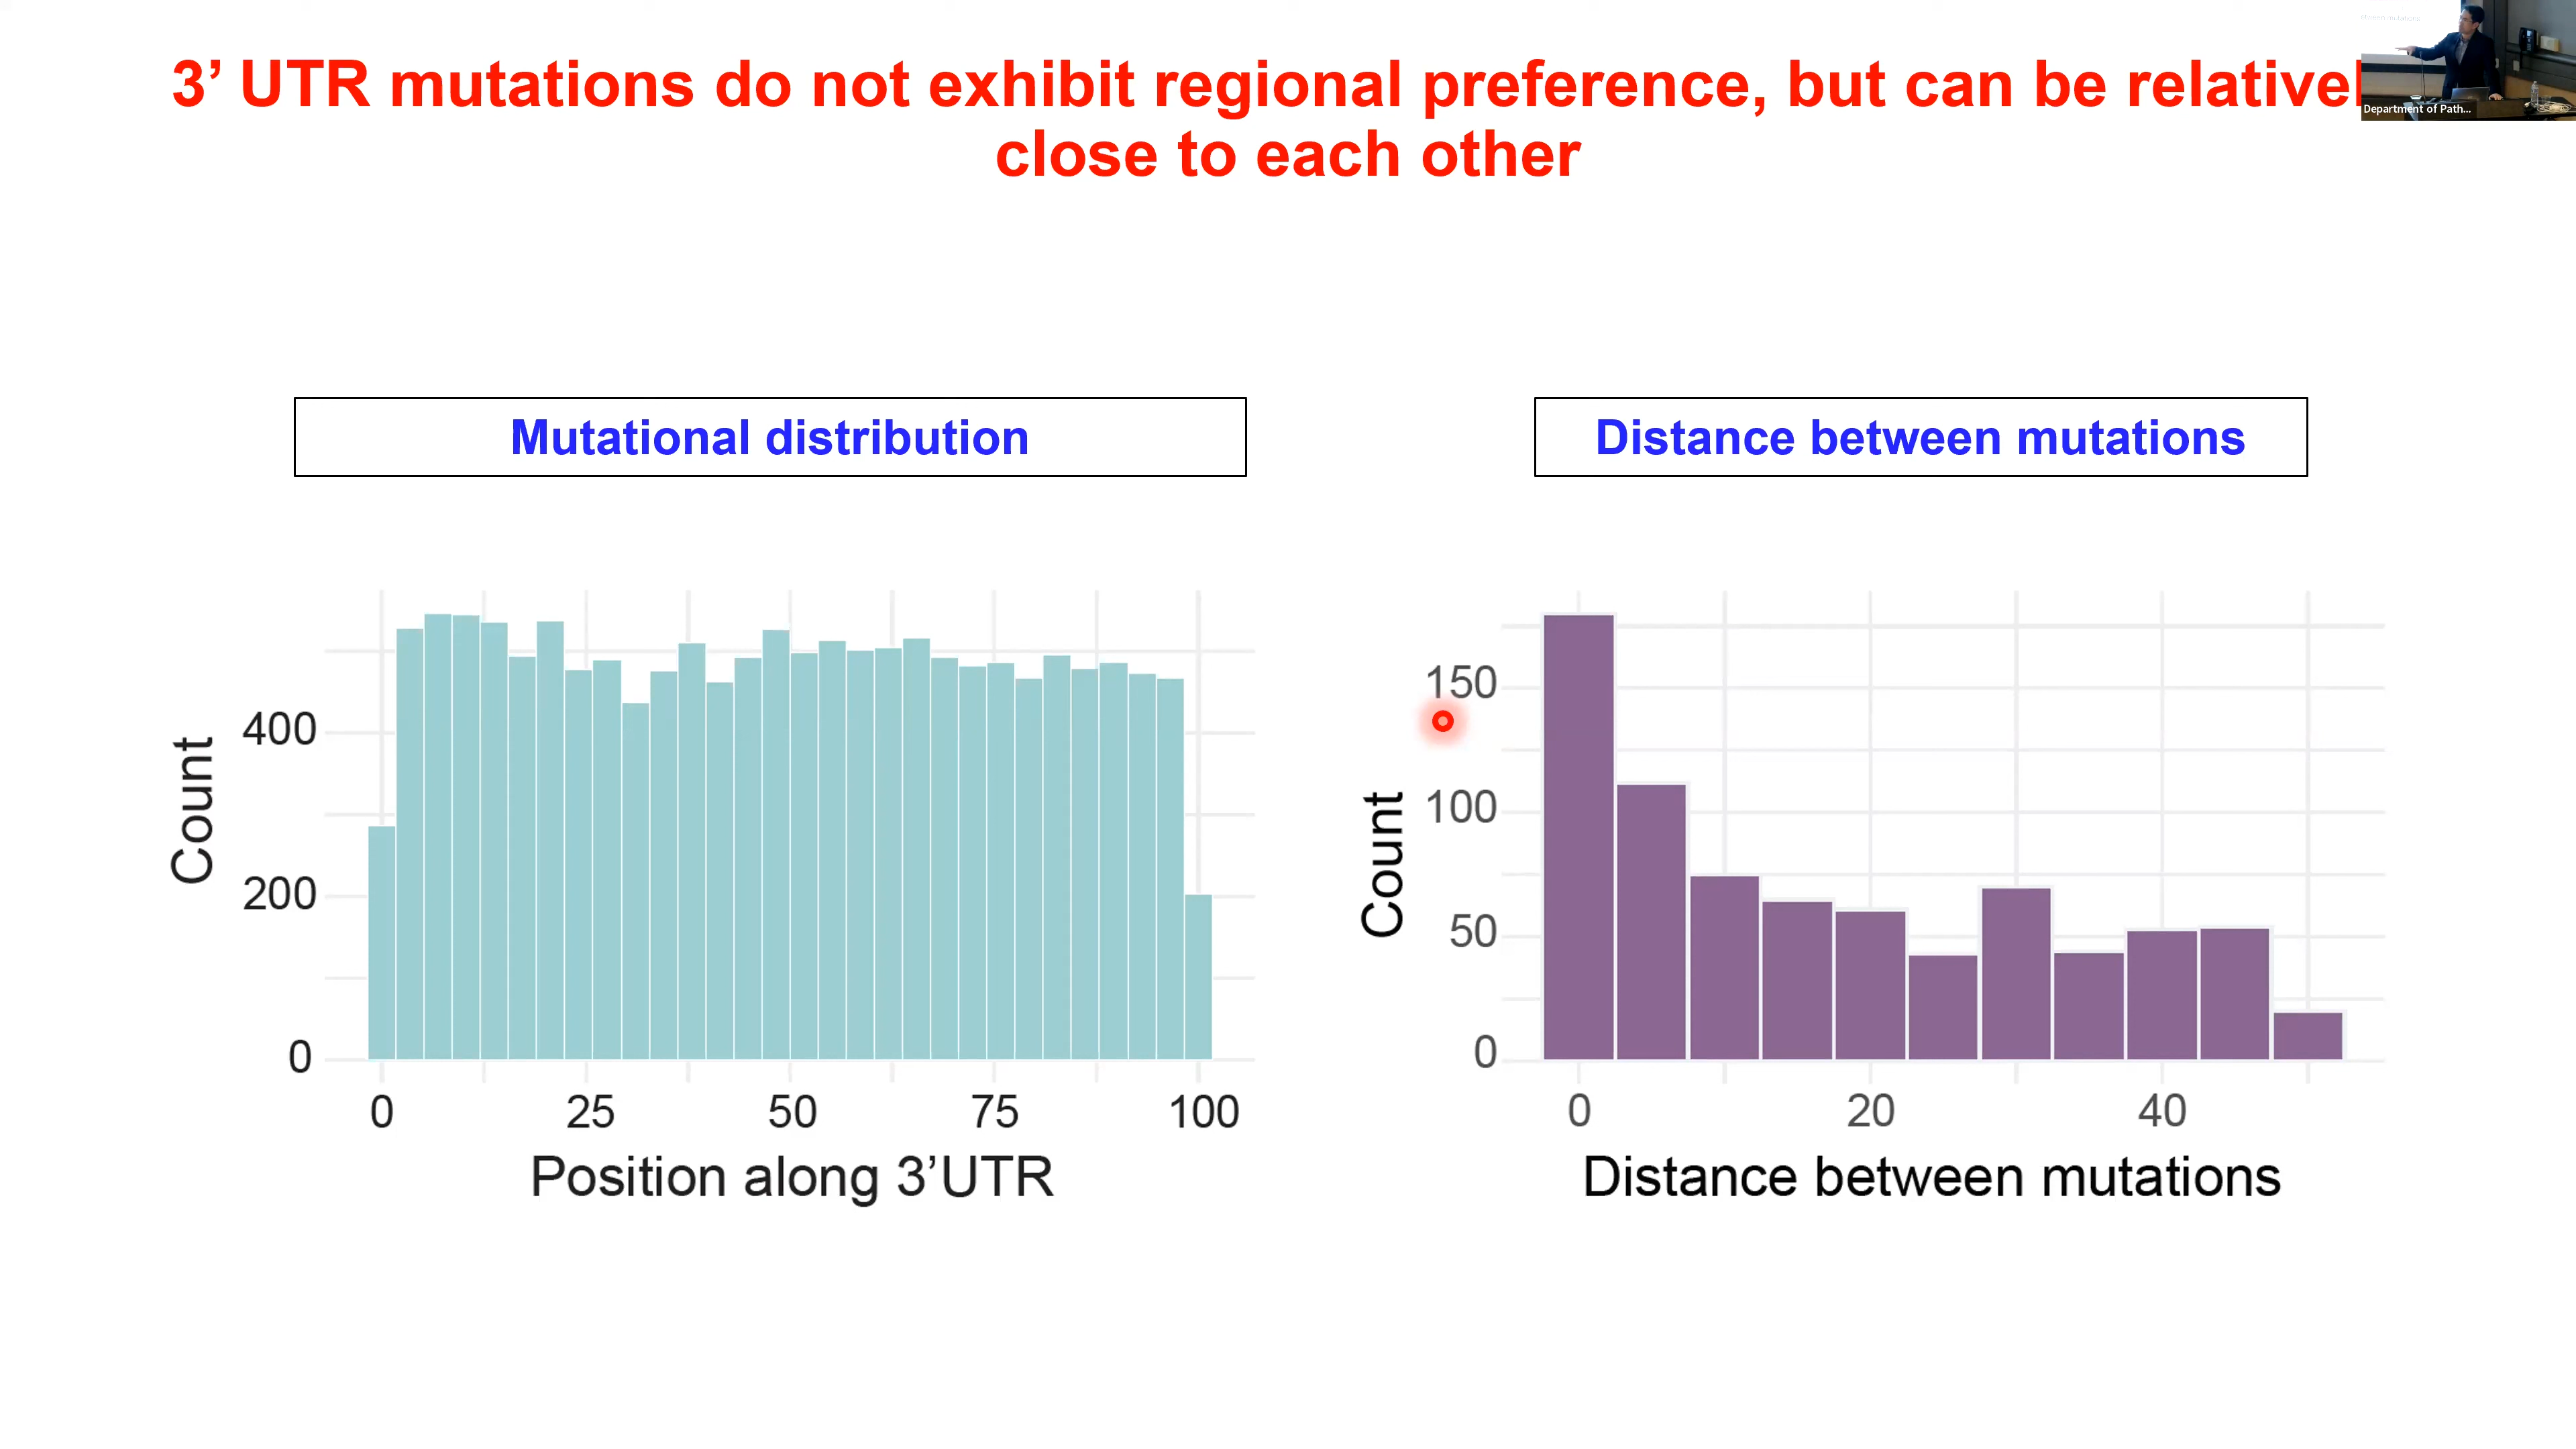 3’ UTR mutations do not exhibit regional preference, but can be relativel
close to each other
Department of Path...
Mutational distribution
Distance between mutations
Count
400
200
0
0 25 50 75 100
Position along 3’UTR
Count
150
100
50
0
0 20 40
Distance between mutations